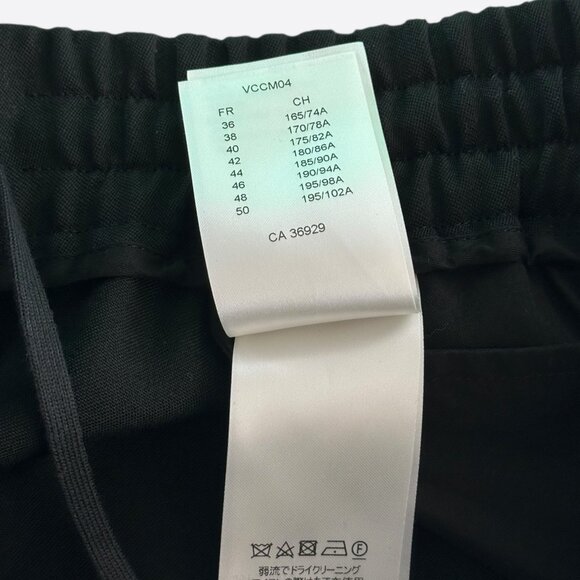 VCCM04
FR CH
36 165/74A
38 170/78A
40 175/82A
42 180/86A
44 185/90A
46 190/94A
48 195/98A
50 195/102A
CA 36929
弱流でドライクリーニング